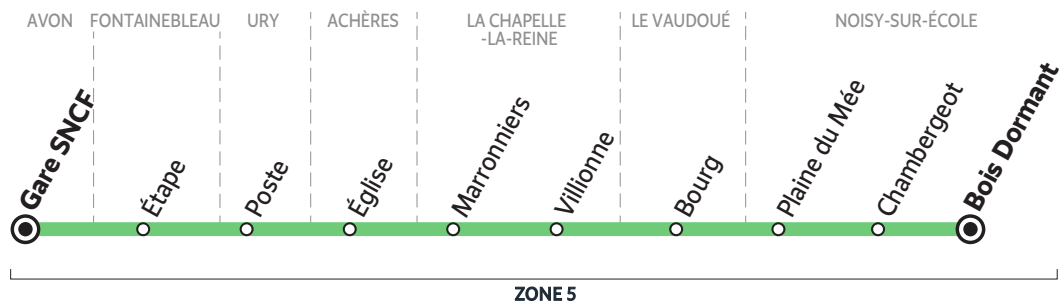 AVON
FONTAINEBLEAU
URY
ACHÈRES
LA CHAPELLE
-LA-REINE
LE VAUDOUÉ
NOISY-SUR-ÉCOLE
Gare SNCF
Étape
Poste
Église
Marronniers
Villionne
Bourg
Plaine du Mée
Chambergeot
Bois Dormant
ZONE 5